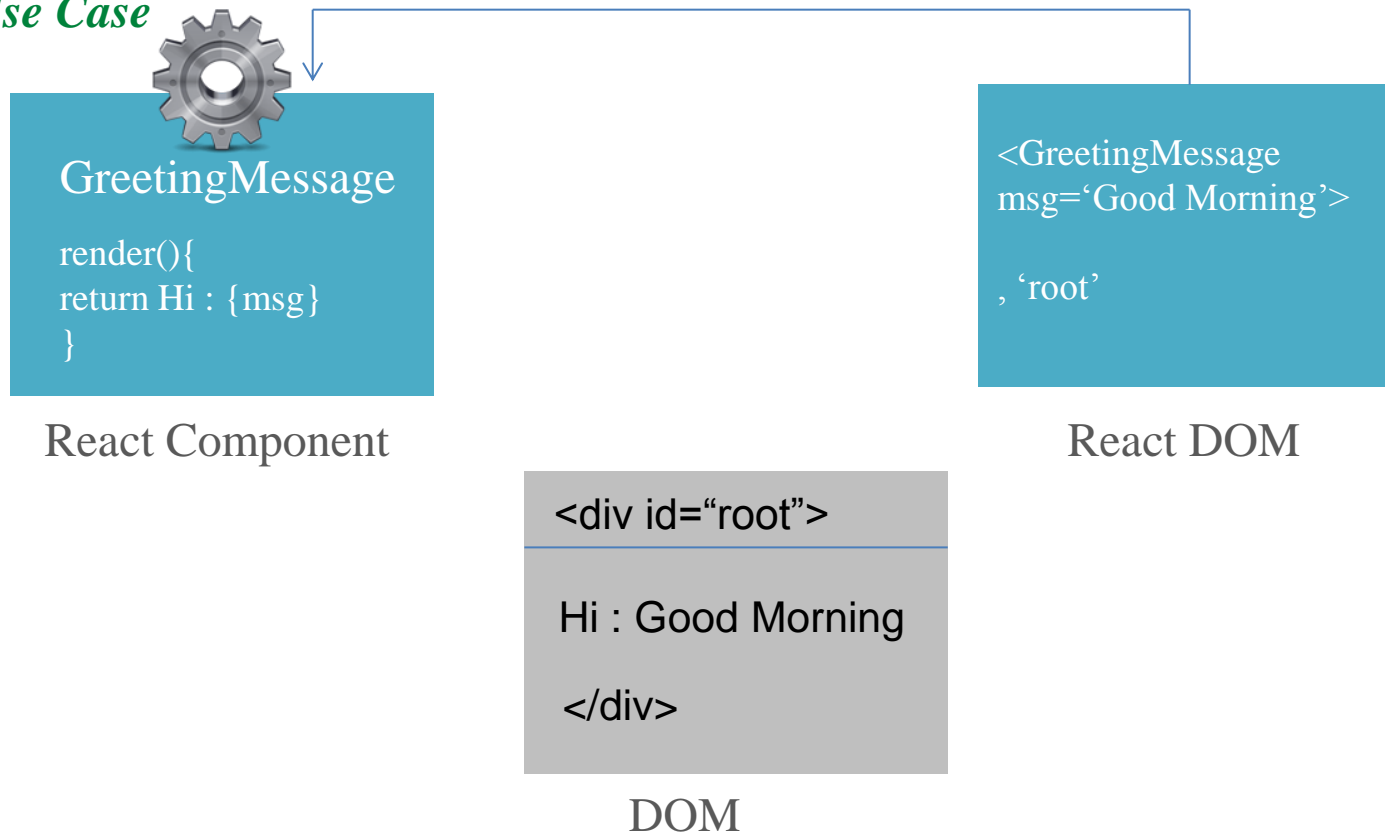 se Case
GreetingMessage
render(){
return Hi : {msg}
}
React Component
<GreetingMessage
msg=‘Good Morning’>
, ‘root’
React DOM
<div id=“root”>
Hi : Good Morning
</div>
DOM